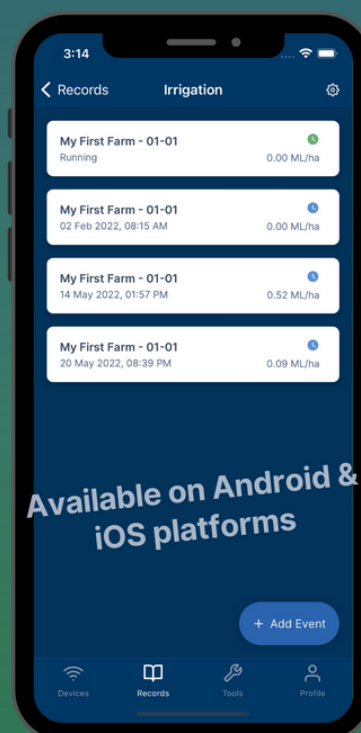 3:14
Records
Irrigation
My First Farm - 01-01
Running
0.00 ML/ha
My First Farm - 01-01
02 Feb 2022, 08:15 AM
0.00 ML/ha
My First Farm - 01-01
14 May 2022, 01:57 PM
0.52 ML/ha
My First Farm - 01-01
20 May 2022, 08:39 PM
0.09 ML/ha
Available on Android &
iOS platforms
+ Add Event
Devices
Records
Tools
Profile